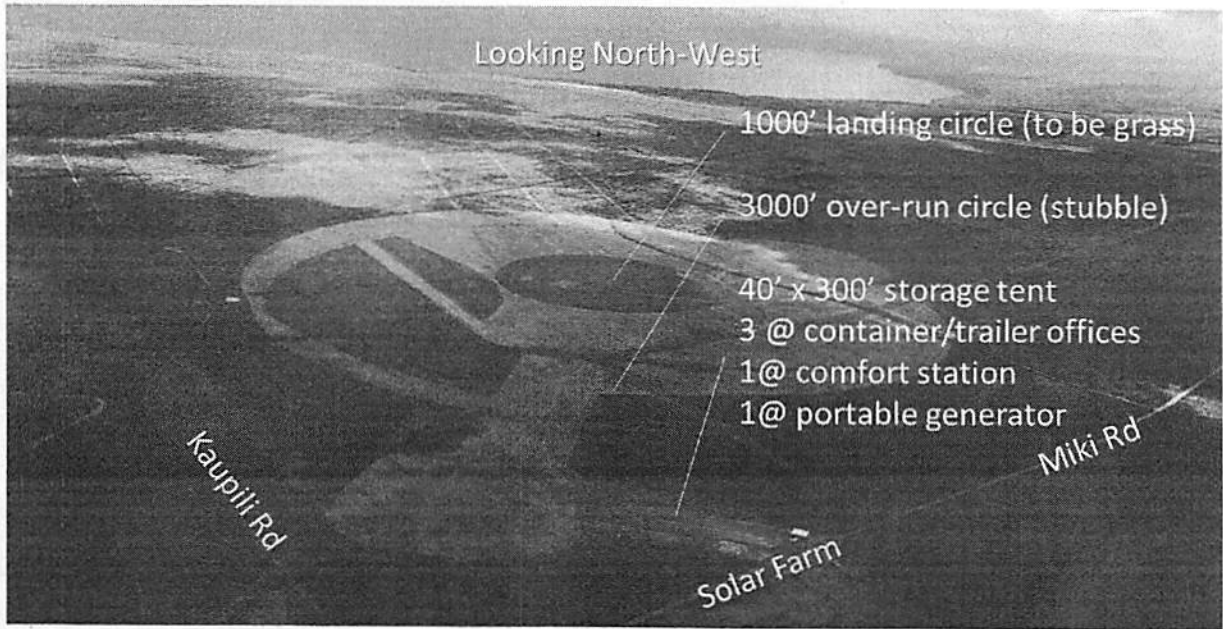 Looking North-West
1000' landing circle (to be grass)
3000' over-run circle (stubble)
40' x 300' storage tent
3 @ container/trailer offices
1@ comfort station
1@ portable generator
Kaupili Rd
Miki Rd
Solar Farm